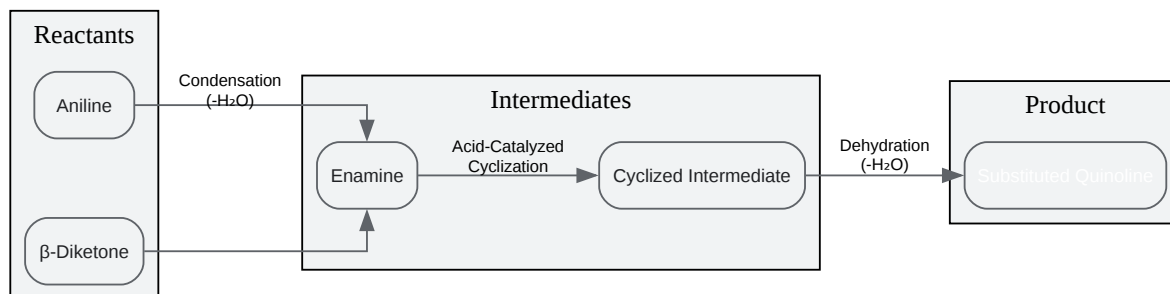 Reactants
Aniline
β-Diketone
Condensation
(-H₂O)
Intermediates
Enamine
Acid-Catalyzed
Cyclization
Cyclized Intermediate
Dehydration
(-H₂O)
Product
Substituted Quinoline